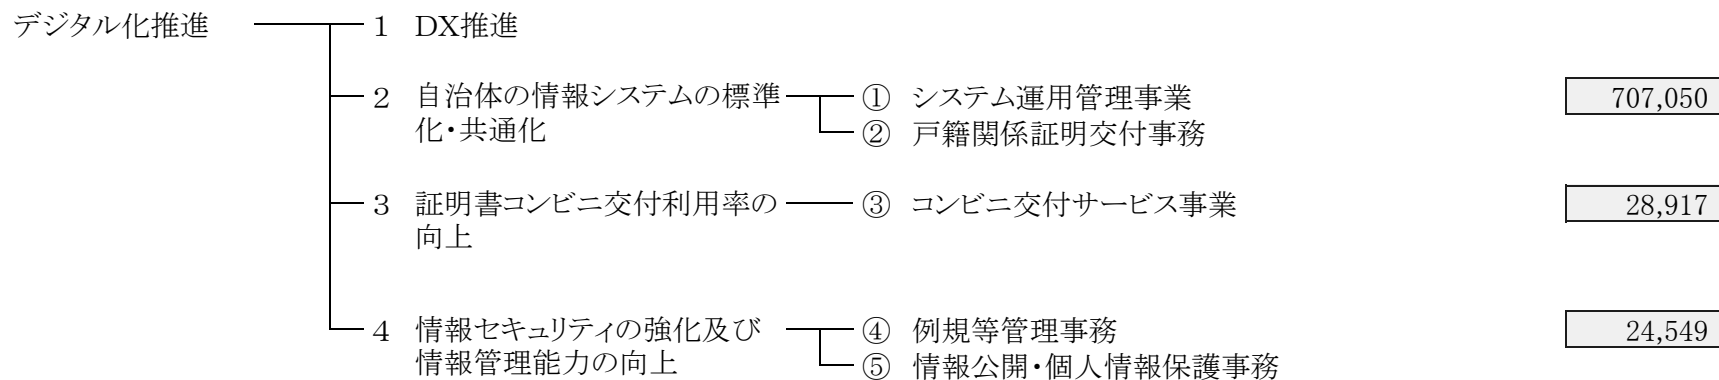 デジタル化推進 1 DX推進
2 自治体の情報システムの標準 ① システム運用管理事業 707,050
化・共通化 ② 戸籍関係証明交付事務
3 証明書コンビニ交付利用率の ③ コンビニ交付サービス事業 28,917
向上
4 情報セキュリティの強化及び ④ 例規等管理事務 24,549
情報管理能力の向上 ⑤ 情報公開・個人情報保護事務